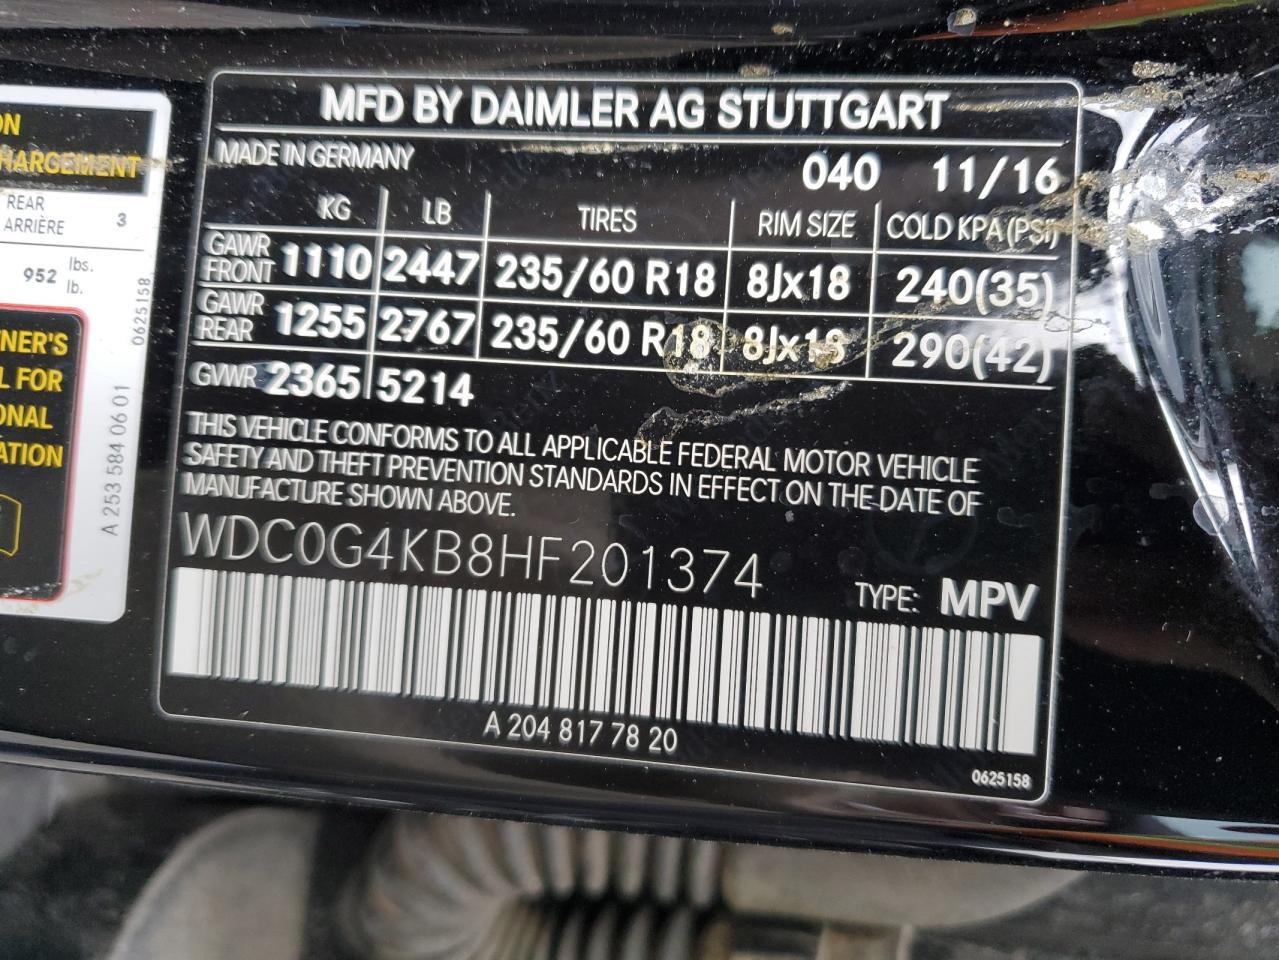 ON
CHARGEMENT
REAR
ARRIÈRE 3
952 lbs.
lb.
0625158
NER'S
L FOR
ONAL
ATION
A 253 584 06 01
MFD BY DAIMLER AG STUTTGART
MADE IN GERMANY 040 11/16
KG LB TIRES RIM SIZE COLD KPA (PSI)
GAWR FRONT 1110 2447 235/60 R18 8Jx18 240(35)
GAWR REAR 1255 2767 235/60 R18 8Jx18 290(42)
GVWR 2365 5214
THIS VEHICLE CONFORMS TO ALL APPLICABLE FEDERAL MOTOR VEHICLE
SAFETY AND THEFT PREVENTION STANDARDS IN EFFECT ON THE DATE OF
MANUFACTURE SHOWN ABOVE.
WDC0G4KB8HF201374 TYPE: MPV
A 204 817 78 20
0625158